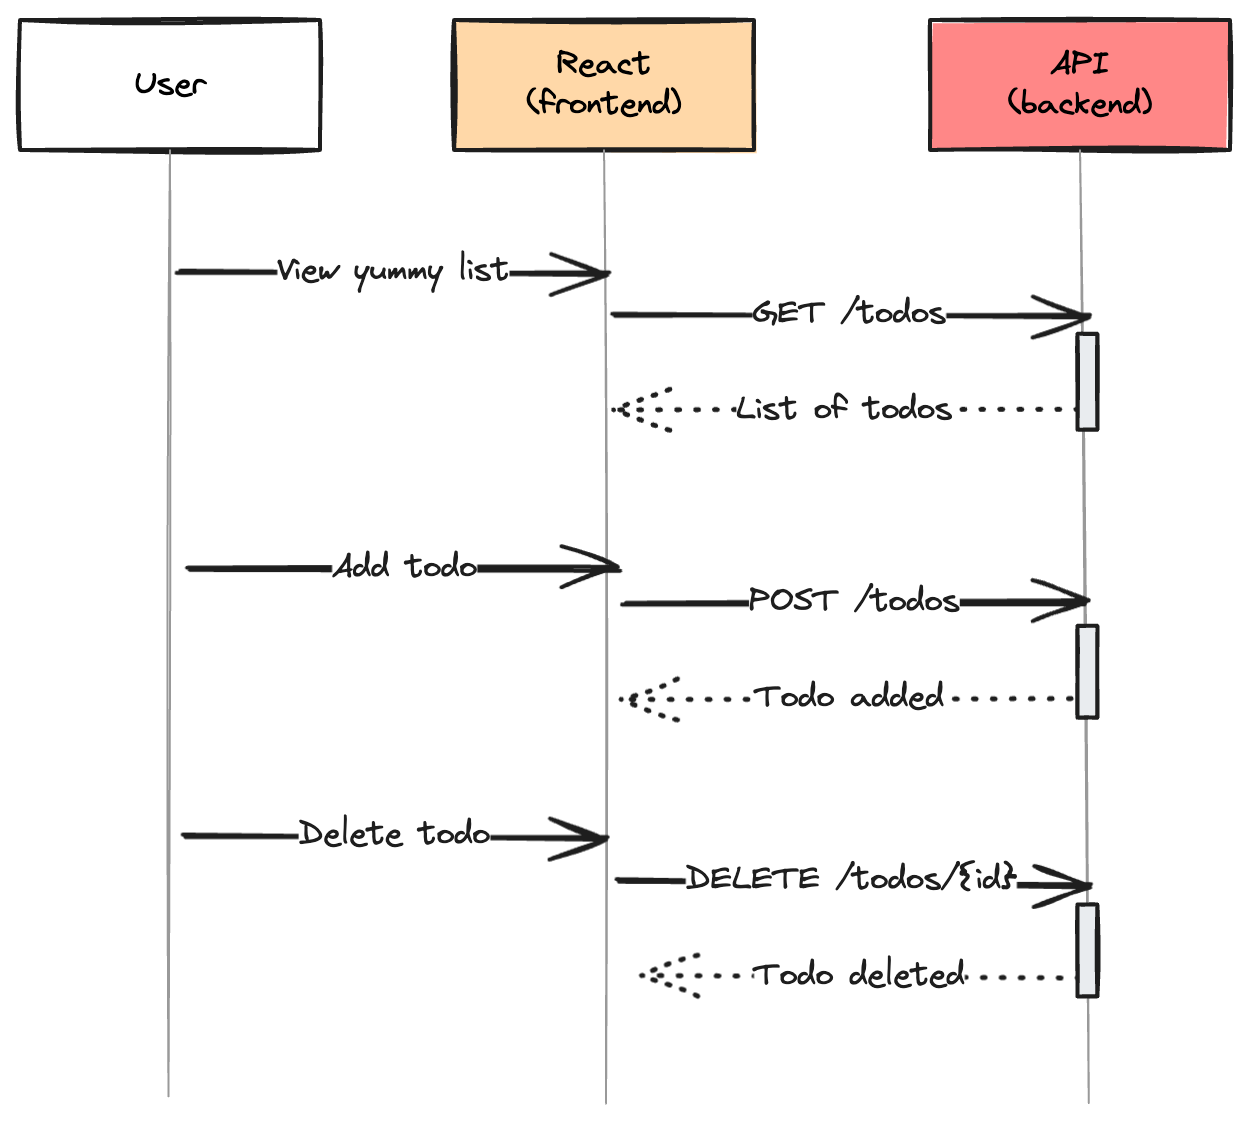 User
React
(frontend)
API
(backend)
View yummy list
GET /todos
List of todos
Add todo
POST /todos
Todo added
Delete todo
DELETE /todos/{id}
Todo deleted